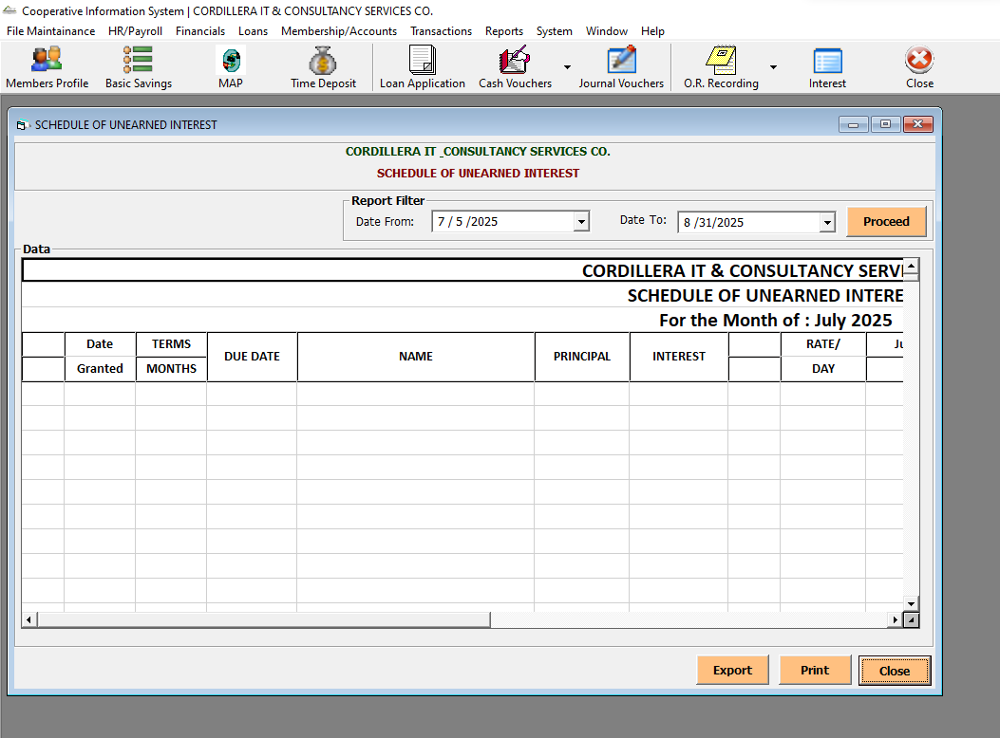 Cooperative Information System | CORDILLERA IT & CONSULTANCY SERVICES CO.
File Maintainance HR/Payroll Financials Loans Membership/Accounts Transactions Reports System Window Help
Members Profile Basic Savings MAP Time Deposit Loan Application Cash Vouchers Journal Vouchers O.R. Recording Interest Close
SCHEDULE OF UNEARNED INTEREST
CORDILLERA IT _CONSULTANCY SERVICES CO.
SCHEDULE OF UNEARNED INTEREST
Report Filter
Date From: 7 / 5 /2025 Date To: 8 /31/2025 Proceed
Data
CORDILLERA IT & CONSULTANCY SERV
SCHEDULE OF UNEARNED INTERE
For the Month of : July 2025
Date TERMS DUE DATE NAME PRINCIPAL INTEREST RATE/ Ju
Granted MONTHS DAY
Export Print Close